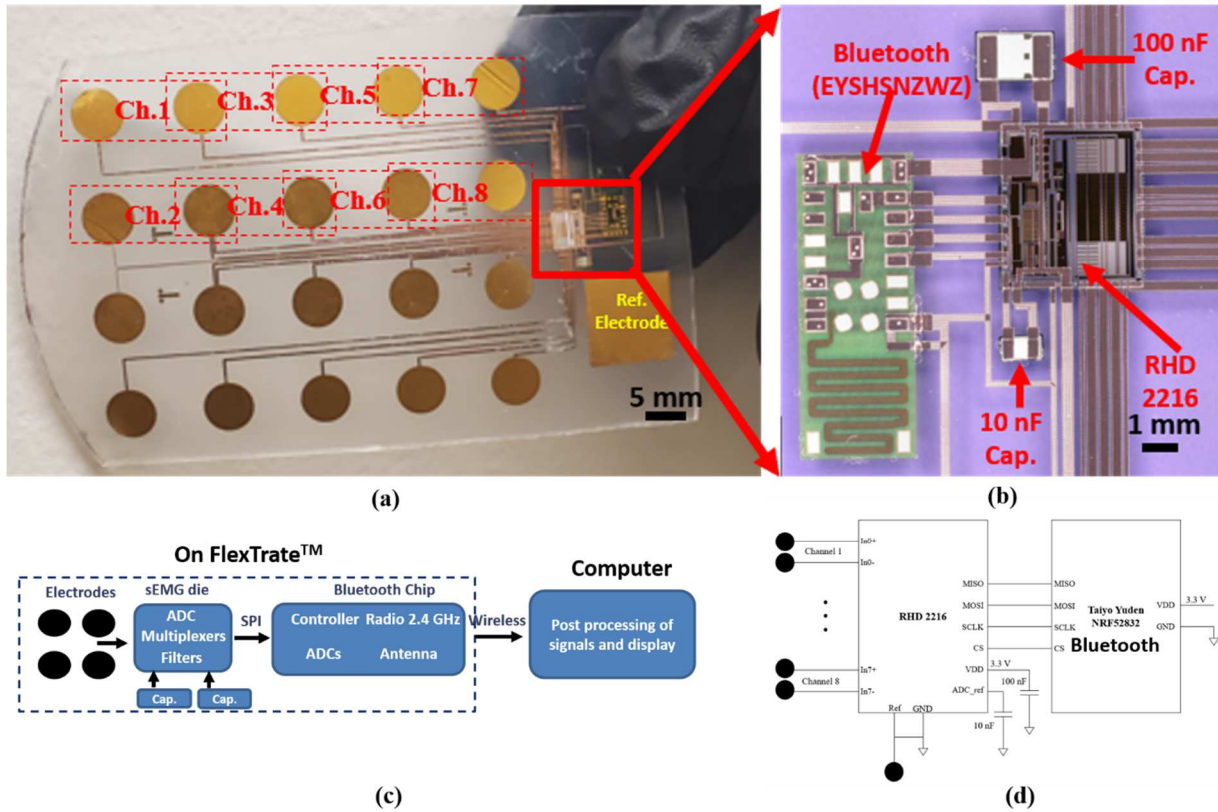 Ch.1
Ch.3
Ch.5
Ch.7
Ch.2
Ch.4
Ch.6
Ch.8
Ref.
Electrode
5 mm
(a)
Bluetooth
(EYSHSNZWZ)
100 nF
Cap.
RHD
2216
10 nF
Cap.
1 mm
(b)
On FlexTrate™
Computer
Electrodes
sEMG die
Bluetooth Chip
ADC
Multiplexers
Filters
SPI
Controller Radio 2.4 GHz
ADCs Antenna
Wireless
Post processing of
signals and display
Cap.
Cap.
(c)
In0+
Channel 1
In0-
In7+
Channel 8
In7-
RHD 2216
MISO
MOSI
SCLK
CS
VDD
3.3 V
ADC_ref
100 nF
10 nF
Ref
GND
MISO
MOSI
SCLK
CS
Taiyo Yuden
NRF52832
Bluetooth
VDD
3.3 V
GND
(d)